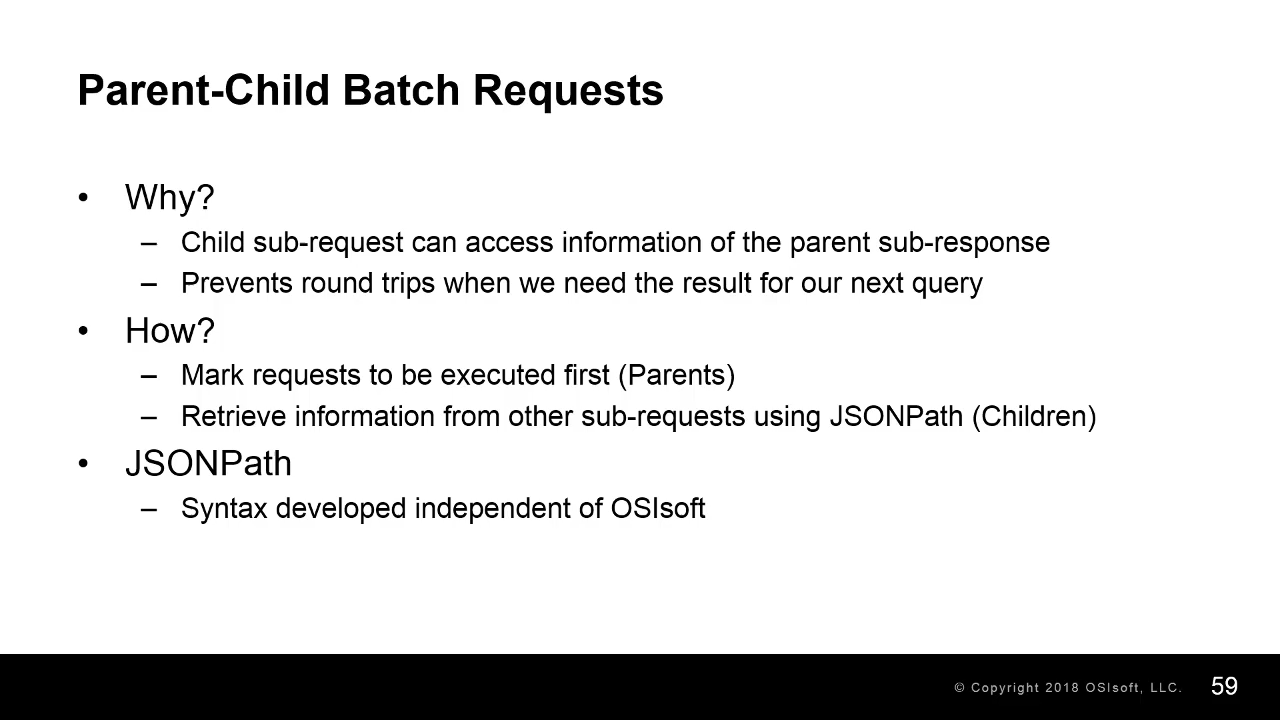 Parent-Child Batch Requests
• Why?
– Child sub-request can access information of the parent sub-response
– Prevents round trips when we need the result for our next query
• How?
– Mark requests to be executed first (Parents)
– Retrieve information from other sub-requests using JSONPath (Children)
• JSONPath
– Syntax developed independent of OSIsoft
© Copyright 2018 OSIsoft, LLC. 59